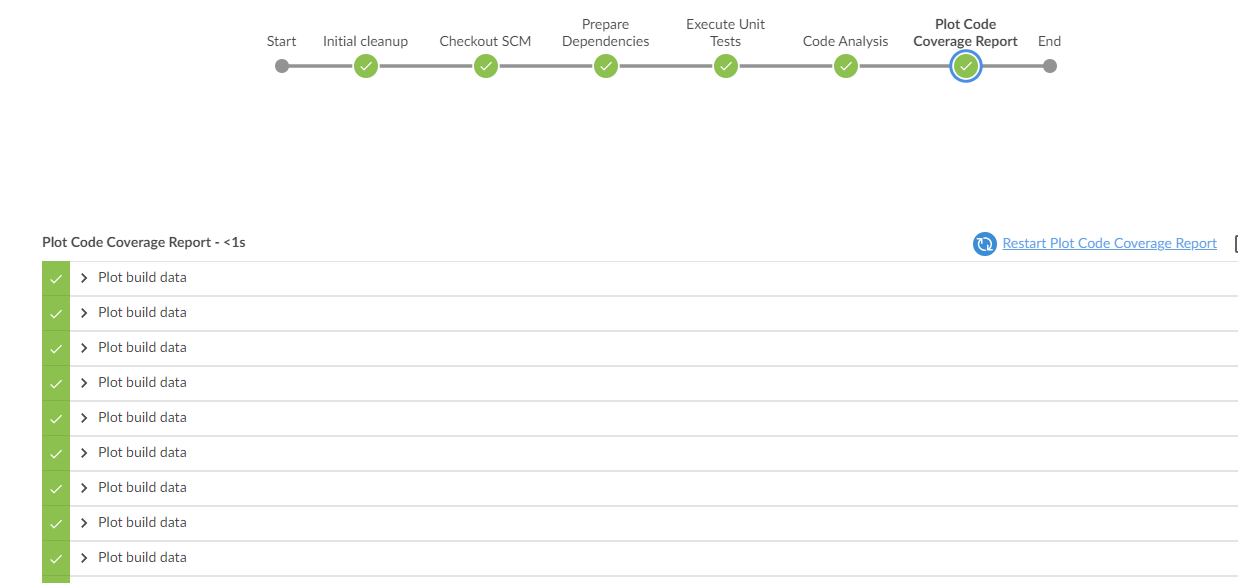 Start
Initial cleanup
Checkout SCM
Prepare
Dependencies
Execute Unit
Tests
Code Analysis
Plot Code
Coverage Report
End
Plot Code Coverage Report - <1s
Restart Plot Code Coverage Report
Plot build data
Plot build data
Plot build data
Plot build data
Plot build data
Plot build data
Plot build data
Plot build data
Plot build data